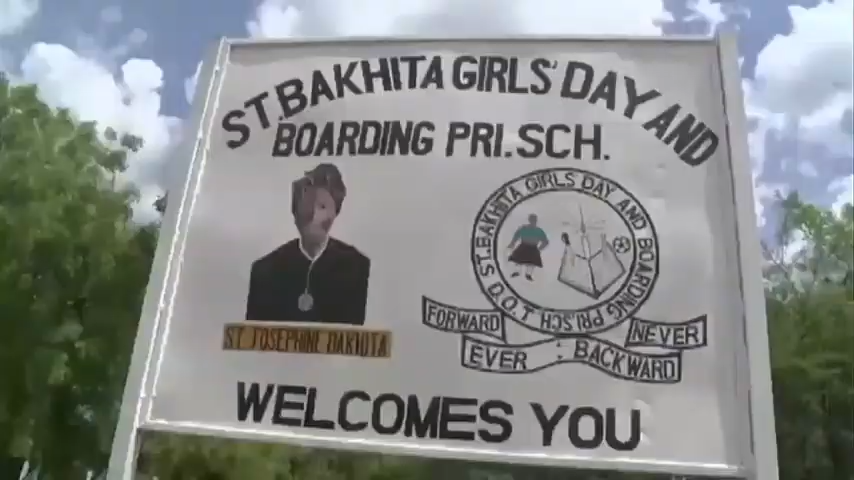 ST. BAKHITA GIRLS' DAY AND
BOARDING PRI. SCH.
ST. BAKHITA GIRLS' DAY AND BOARDING PRI. SCH
D.O.T
ST JOSEPHINE BAKHITA
FORWARD
EVER : BACKWARD
NEVER
WELCOMES YOU